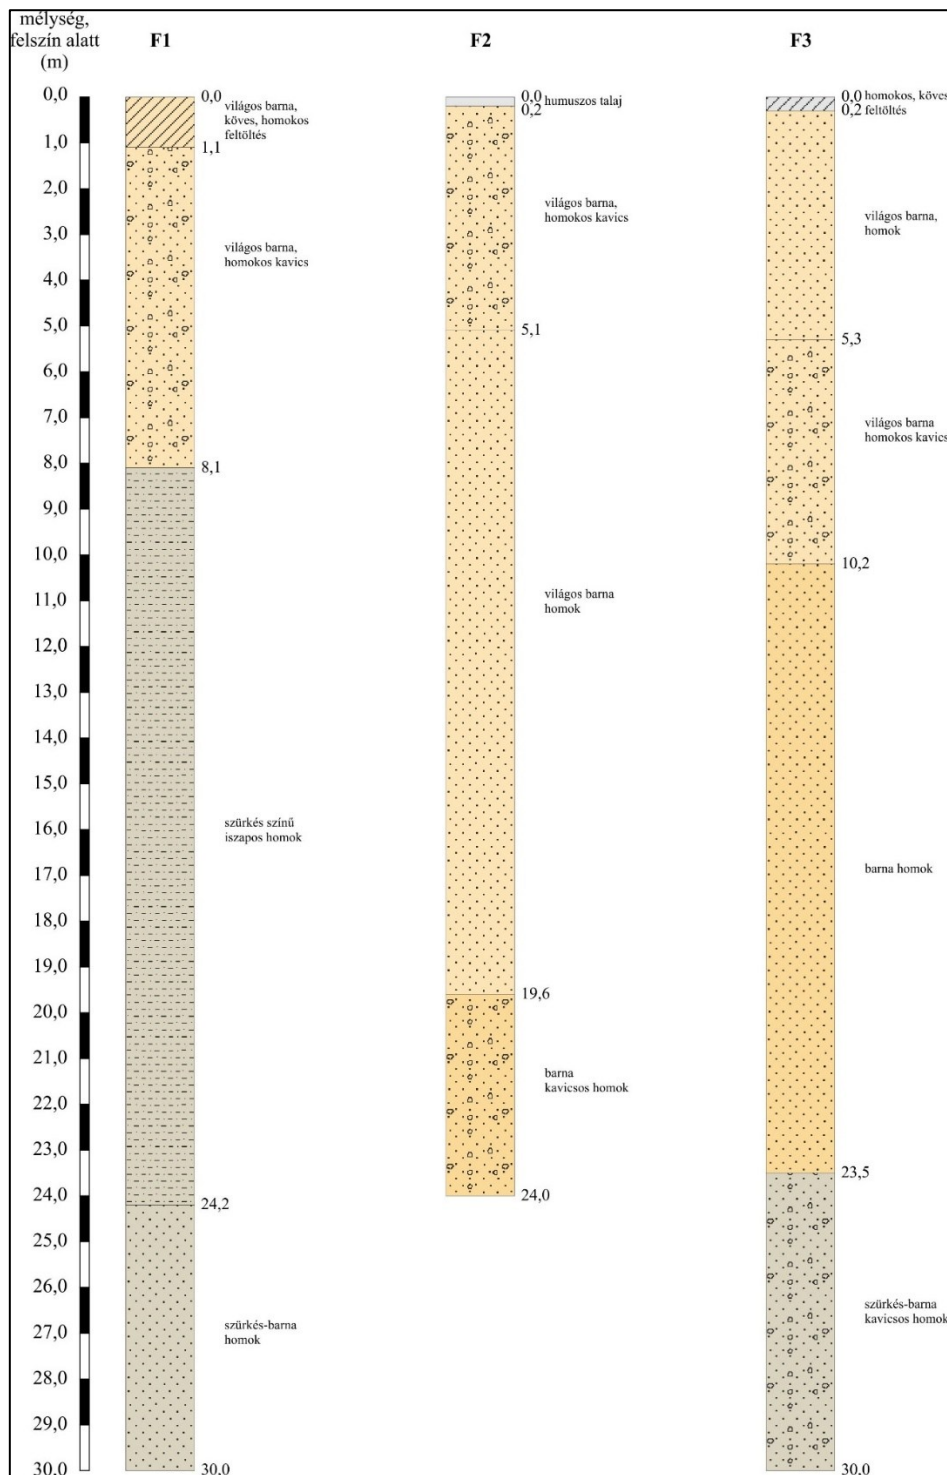 mélység,
felszín alatt
(m)
F1
F2
F3
0,0
1,0
2,0
3,0
4,0
5,0
6,0
7,0
8,0
9,0
10,0
11,0
12,0
13,0
14,0
15,0
16,0
17,0
18,0
19,0
20,0
21,0
22,0
23,0
24,0
25,0
26,0
27,0
28,0
29,0
30,0
0,0
világos barna,
köves, homokos
feltöltés
1,1
világos barna,
homokos kavics
8,1
szürkés színű
iszapos homok
24,2
szürkés-barna
homok
30,0
0,0
humuszos talaj
0,2
világos barna,
homokos kavics
5,1
világos barna
homok
19,6
barna
kavicsos homok
24,0
0,0 homokos, köves
0,2 feltöltés
világos barna,
homok
5,3
világos barna
homokos kavics
10,2
barna homok
23,5
szürkés-barna
kavicsos homok
30,0